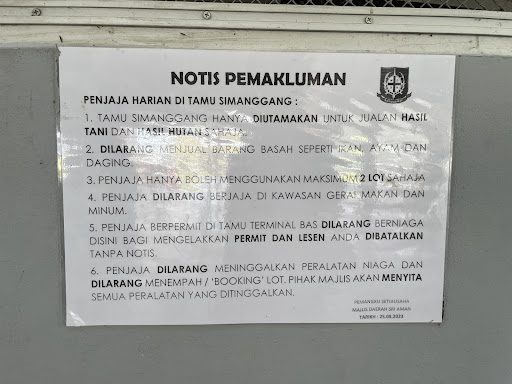 NOTIS PEMAKLUMAN
PENJAJA HARIAN DI TAMU SIMANGGANG :
1. TAMU SIMANGGANG HANYA DIUTAMAKAN UNTUK JUALAN HASIL
TANI DAN HASIL HUTAN SAHAJA.
2. DILARANG MENJUAL BARANG BASAH SEPERTI IKAN, AYAM DAN
DAGING.
3. PENJAJA HANYA BOLEH MENGGUNAKAN MAKSIMUM 2 LOT SAHAJA
4. PENJAJA DILARANG BERJAJA DI KAWASAN GERAI MAKAN DAN
MINUM.
5. PENJAJA BERPERMIT DI TAMU TERMINAL BAS DILARANG BERNIAGA
DISINI BAGI MENGELAKKAN PERMIT DAN LESEN ANDA DIBATALKAN
TANPA NOTIS.
6. PENJAJA DILARANG MENINGGALKAN PERALATAN NIAGA DAN
DILARANG MENEMPAH / 'BOOKING' LOT. PIHAK MAJLIS AKAN MENYITA
SEMUA PERALATAN YANG DITINGGALKAN.
PEMANGKU SETIAUSAHA
MAJLIS DAERAH SRI AMAN